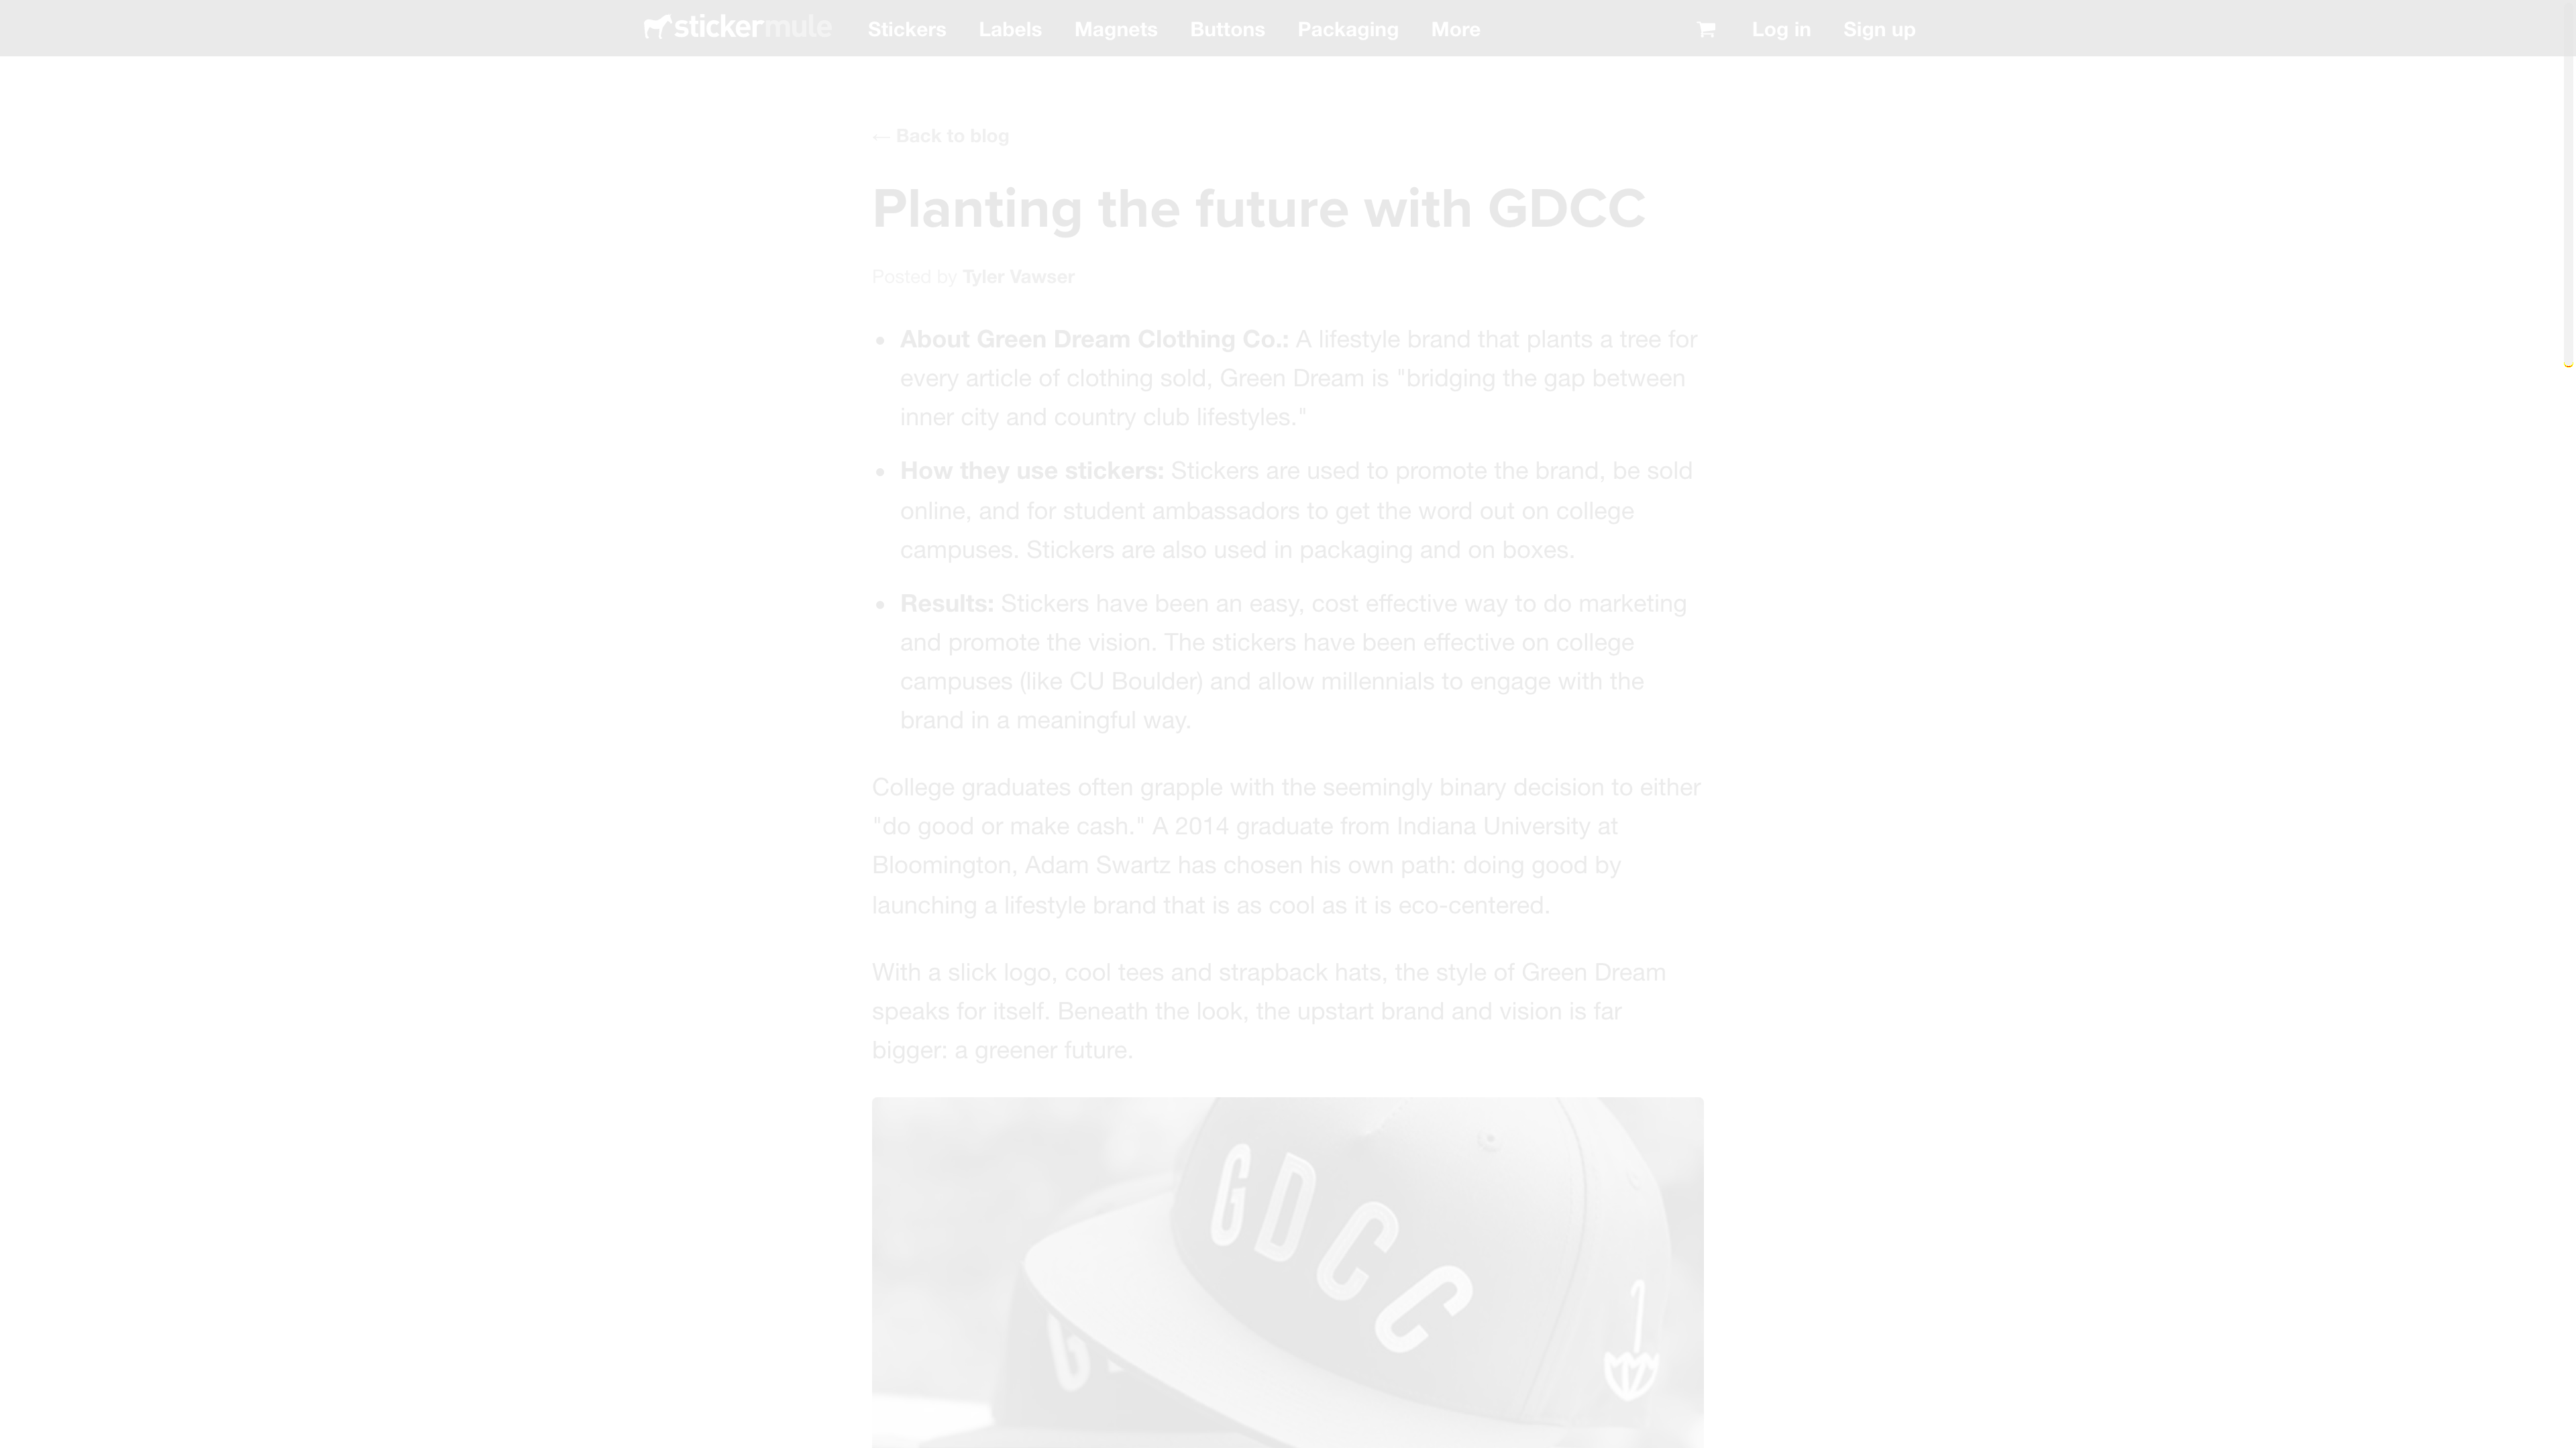 stickermule Stickers Labels Magnets Buttons Packaging More Log in Sign up
← Back to blog
Planting the future with GDCC
Posted by Tyler Vawser
• About Green Dream Clothing Co.: A lifestyle brand that plants a tree for
every article of clothing sold, Green Dream is "bridging the gap between
inner city and country club lifestyles."
• How they use stickers: Stickers are used to promote the brand, be sold
online, and for student ambassadors to get the word out on college
campuses. Stickers are also used in packaging and on boxes.
• Results: Stickers have been an easy, cost effective way to do marketing
and promote the vision. The stickers have been effective on college
campuses (like CU Boulder) and allow millennials to engage with the
brand in a meaningful way.
College graduates often grapple with the seemingly binary decision to either
"do good or make cash." A 2014 graduate from Indiana University at
Bloomington, Adam Swartz has chosen his own path: doing good by
launching a lifestyle brand that is as cool as it is eco-centered.
With a slick logo, cool tees and strapback hats, the style of Green Dream
speaks for itself. Beneath the look, the upstart brand and vision is far
bigger: a greener future.
GDCC
G